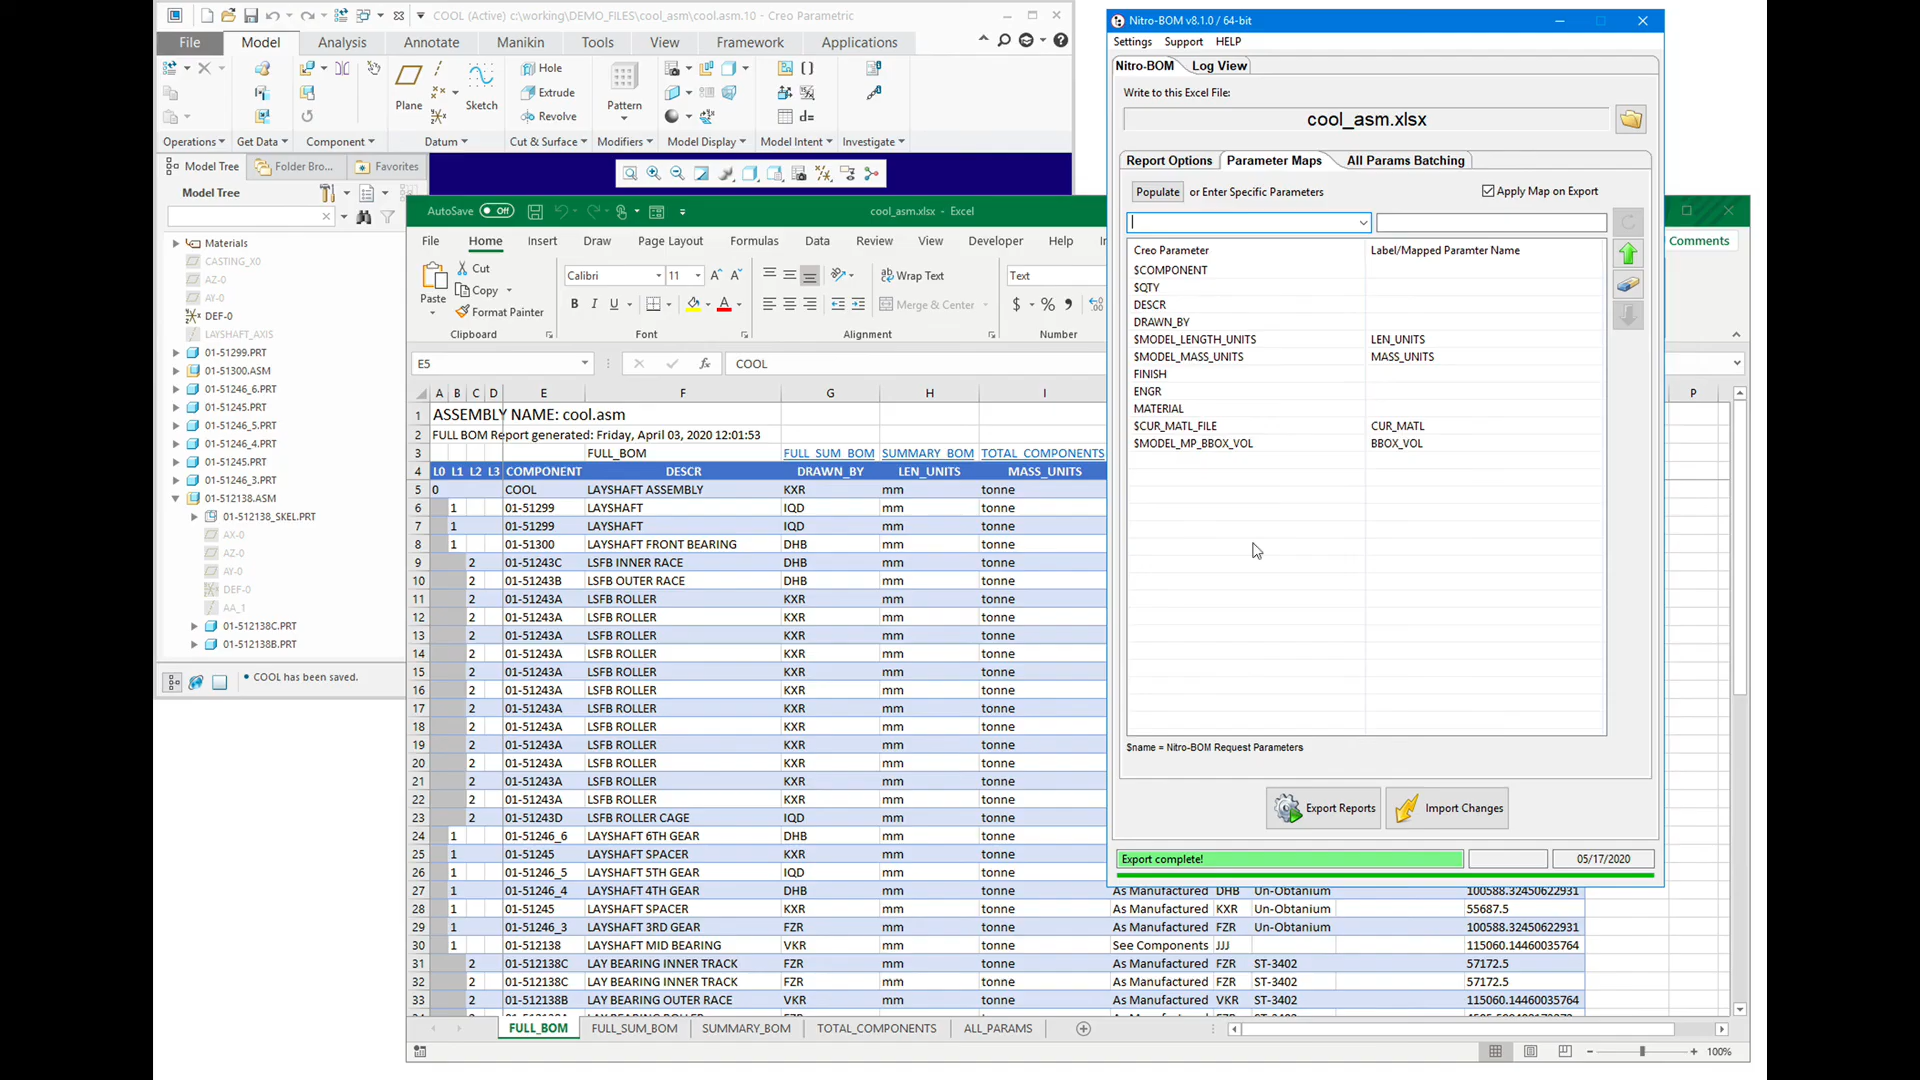 COOL (Active) c:\working\DEMO_FILES\cool_asm\cool.asm.10 - Creo Parametric
File Model Analysis Annotate Manikin Tools View Framework Applications
Hole
Extrude
Revolve
Plane Sketch Pattern
Operations Get Data Component Datum Cut & Surface Modifiers Model Display Model Intent Investigate
Model Tree Folder Bro... Favorites
Model Tree
Materials
CASTING_X0
AZ-0
AY-0
DEF-0
LAYSHAFT_AXIS
01-51299.PRT
01-51300.ASM
01-51246_6.PRT
01-51245.PRT
01-51246_5.PRT
01-51246_4.PRT
01-51245.PRT
01-51246_3.PRT
01-512138.ASM
01-512138_SKEL.PRT
AX-0
AZ-0
AY-0
DEF-0
AA_1
01-512138C.PRT
01-512138B.PRT
• COOL has been saved.
AutoSave Off cool_asm.xlsx - Excel
File Home Insert Draw Page Layout Formulas Data Review View Developer Help
Comments
Paste Cut
Copy
Format Painter
Calibri 11
B I U
Wrap Text
Merge & Center
Text
$ % 9
Clipboard Font Alignment Number
E5 fx COOL
A B C D E F G H I P
1 ASSEMBLY NAME: cool.asm
2 FULL BOM Report generated: Friday, April 03, 2020 12:01:53
3 FULL_BOM FULL_SUM_BOM SUMMARY_BOM TOTAL_COMPONENTS
4 L0 L1 L2 L3 COMPONENT DESCR DRAWN_BY LEN_UNITS MASS_UNITS
5 0 COOL LAYSHAFT ASSEMBLY KXR mm tonne
6 1 01-51299 LAYSHAFT IQD mm tonne
7 1 01-51299 LAYSHAFT IQD mm tonne
8 1 01-51300 LAYSHAFT FRONT BEARING DHB mm tonne
9 2 01-51243C LSFB INNER RACE DHB mm tonne
10 2 01-51243B LSFB OUTER RACE DHB mm tonne
11 2 01-51243A LSFB ROLLER KXR mm tonne
12 2 01-51243A LSFB ROLLER KXR mm tonne
13 2 01-51243A LSFB ROLLER KXR mm tonne
14 2 01-51243A LSFB ROLLER KXR mm tonne
15 2 01-51243A LSFB ROLLER KXR mm tonne
16 2 01-51243A LSFB ROLLER KXR mm tonne
17 2 01-51243A LSFB ROLLER KXR mm tonne
18 2 01-51243A LSFB ROLLER KXR mm tonne
19 2 01-51243A LSFB ROLLER KXR mm tonne
20 2 01-51243A LSFB ROLLER KXR mm tonne
21 2 01-51243A LSFB ROLLER KXR mm tonne
22 2 01-51243A LSFB ROLLER KXR mm tonne
23 2 01-51243D LSFB ROLLER CAGE IQD mm tonne
24 1 01-51246_6 LAYSHAFT 6TH GEAR DHB mm tonne
25 1 01-51245 LAYSHAFT SPACER KXR mm tonne
26 1 01-51246_5 LAYSHAFT 5TH GEAR IQD mm tonne
27 1 01-51246_4 LAYSHAFT 4TH GEAR DHB mm tonne As Manufactured DHB Un-Obtanium 100588.32450622931
28 1 01-51245 LAYSHAFT SPACER KXR mm tonne As Manufactured KXR Un-Obtanium 55687.5
29 1 01-51246_3 LAYSHAFT 3RD GEAR FZR mm tonne As Manufactured FZR Un-Obtanium 100588.32450622931
30 1 01-512138 LAYSHAFT MID BEARING VKR mm tonne See Components JJJ 115060.14460035764
31 2 01-512138C LAY BEARING INNER TRACK FZR mm tonne As Manufactured FZR ST-3402 57172.5
32 2 01-512138C LAY BEARING INNER TRACK FZR mm tonne As Manufactured FZR ST-3402 57172.5
33 2 01-512138B LAY BEARING OUTER RACE VKR mm tonne As Manufactured VKR ST-3402 115060.14460035764
FULL_BOM FULL_SUM_BOM SUMMARY_BOM TOTAL_COMPONENTS ALL_PARAMS
100%
Nitro-BOM v8.1.0 / 64-bit
Settings Support HELP
Nitro-BOM Log View
Write to this Excel File:
cool_asm.xlsx
Report Options Parameter Maps All Params Batching
Populate or Enter Specific Parameters Apply Map on Export
Creo Parameter Label/Mapped Paramter Name
$COMPONENT
$QTY
DESCR
DRAWN_BY
$MODEL_LENGTH_UNITS LEN_UNITS
$MODEL_MASS_UNITS MASS_UNITS
FINISH
ENGR
MATERIAL
$CUR_MATL_FILE CUR_MATL
$MODEL_MP_BBOX_VOL BBOX_VOL
$name = Nitro-BOM Request Parameters
Export Reports Import Changes
Export complete! 05/17/2020